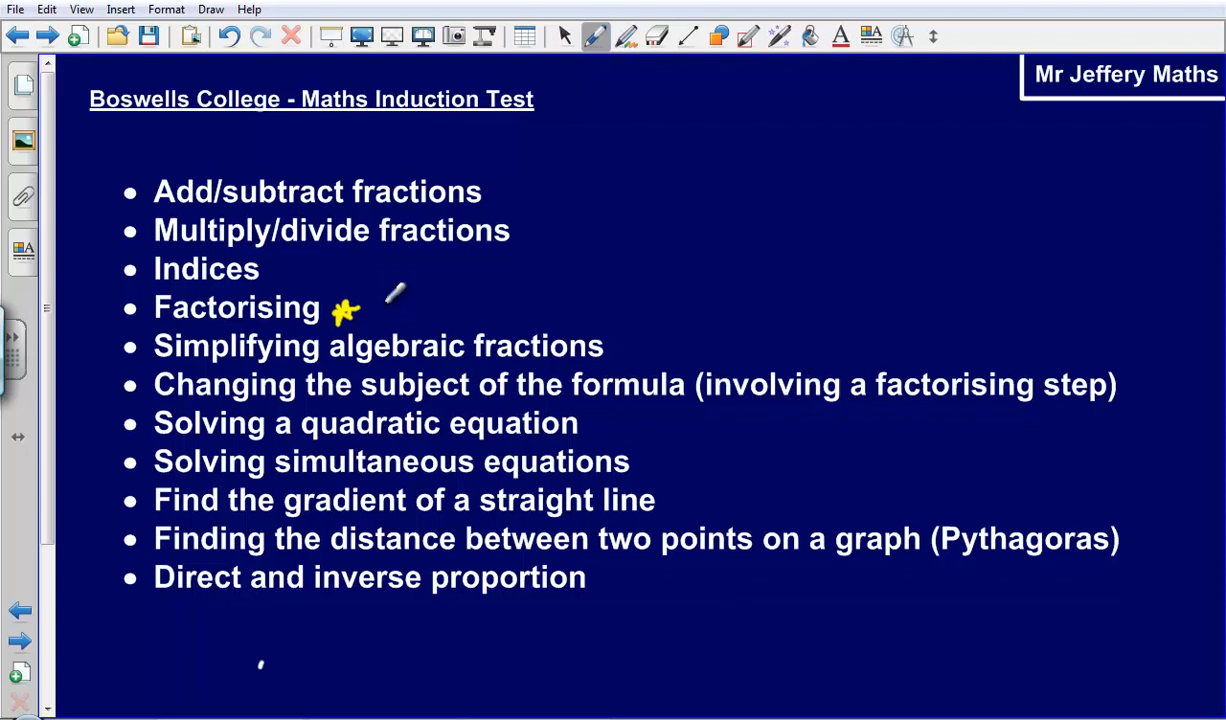 File Edit View Insert Format Draw Help
Mr Jeffery Maths
Boswells College - Maths Induction Test
• Add/subtract fractions
• Multiply/divide fractions
• Indices
• Factorising
• Simplifying algebraic fractions
• Changing the subject of the formula (involving a factorising step)
• Solving a quadratic equation
• Solving simultaneous equations
• Find the gradient of a straight line
• Finding the distance between two points on a graph (Pythagoras)
• Direct and inverse proportion